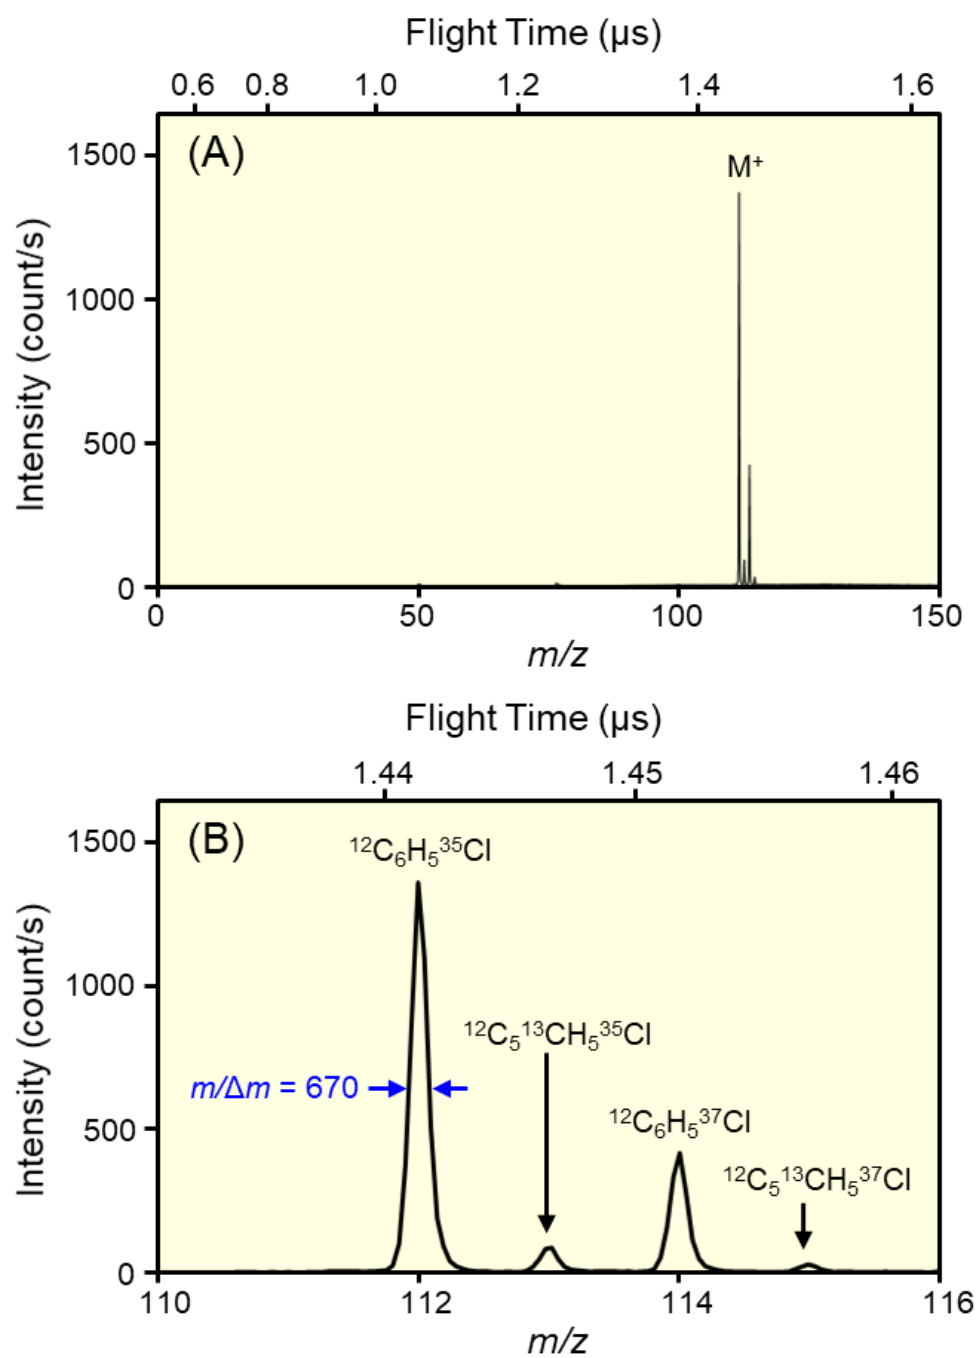 Flight Time (µs)
0.6 0.8 1.0 1.2 1.4 1.6
(A)
M⁺
1500
1000
500
0
Intensity (count/s)
0 50 100 150
m/z
Flight Time (µs)
1.44 1.45 1.46
(B)
¹²C₆H₅³⁵Cl
¹²C₅¹³CH₅³⁵Cl
m/Δm = 670
¹²C₆H₅³⁷Cl
¹²C₅¹³CH₅³⁷Cl
1500
1000
500
0
Intensity (count/s)
110 112 114 116
m/z